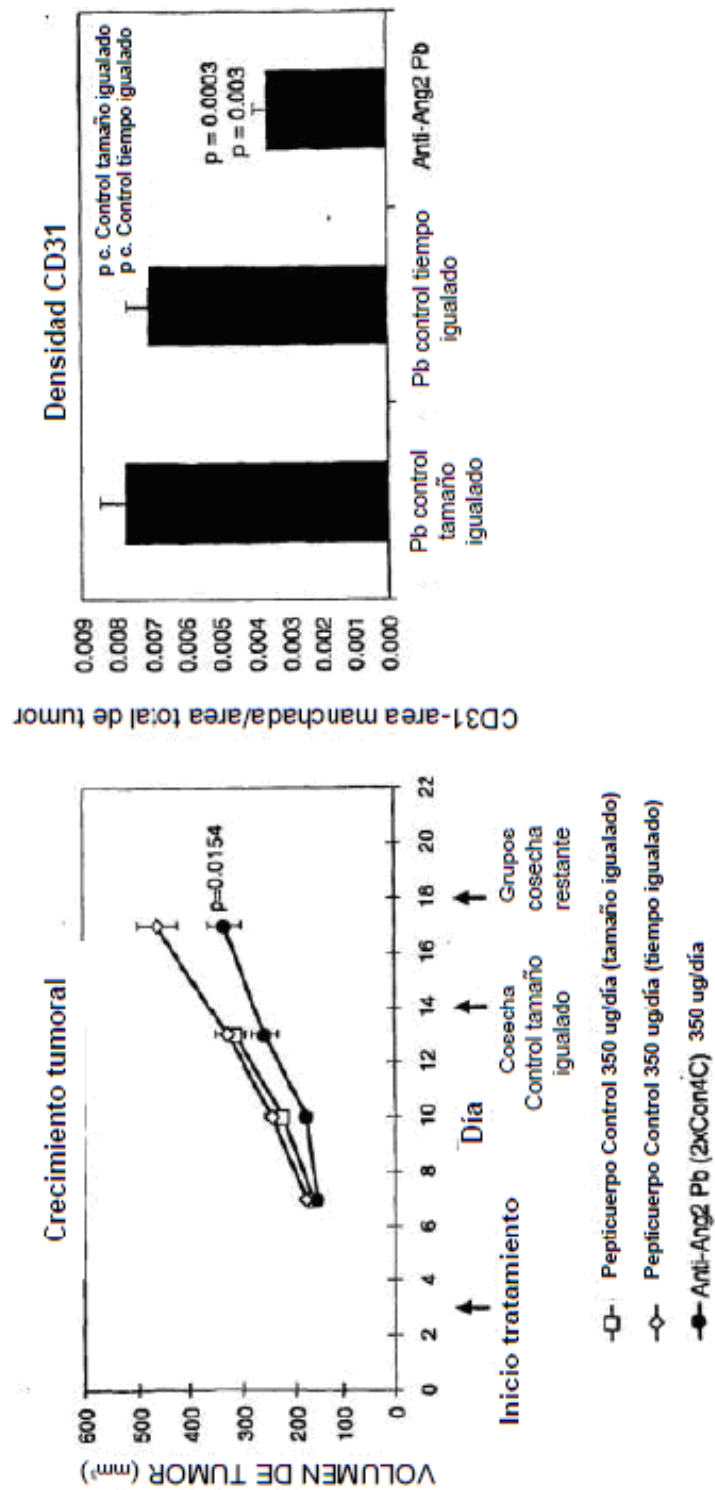 Crecimiento tumoral
VOLUMEN DE TUMOR (mm³)
600
500
400
300
200
100
0
p=0.0154
0 2 4 6 8 10 12 14 16 18 20 22
Día
Inicio tratamiento
Cosecha
Control tamaño
igualado
Grupos
cosecha
restante
Pepticuerpo Control 350 ug/día (tamaño igualado)
Pepticuerpo Control 350 ug/día (tiempo igualado)
Anti-Ang2 Pb (2xCon4C) 350 ug/día
Densidad CD31
CD31-area manchada/area total de tumor
0.009
0.008
0.007
0.006
0.005
0.004
0.003
0.002
0.001
0.000
p c. Control tamaño igualado
p c. Control tiempo igualado
p = 0.0003
p = 0.003
Pb control
tamaño
igualado
Pb control tiempo
igualado
Anti-Ang2 Pb